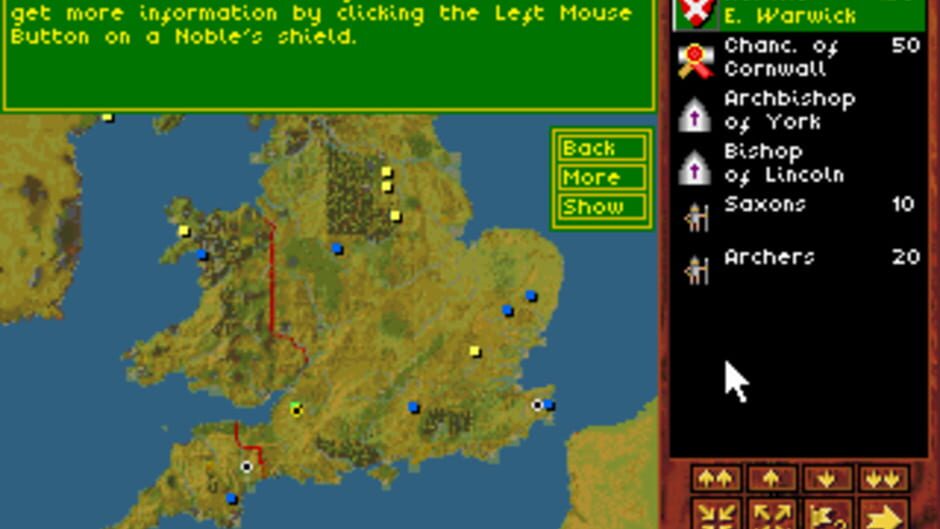 get more information by clicking the Left Mouse
Button on a Noble's shield.
E. Warwick
Chanc. of 50
Cornwall
Archbishop
of York
Bishop
of Lincoln
Saxons 10
Archers 20
Back
More
Show